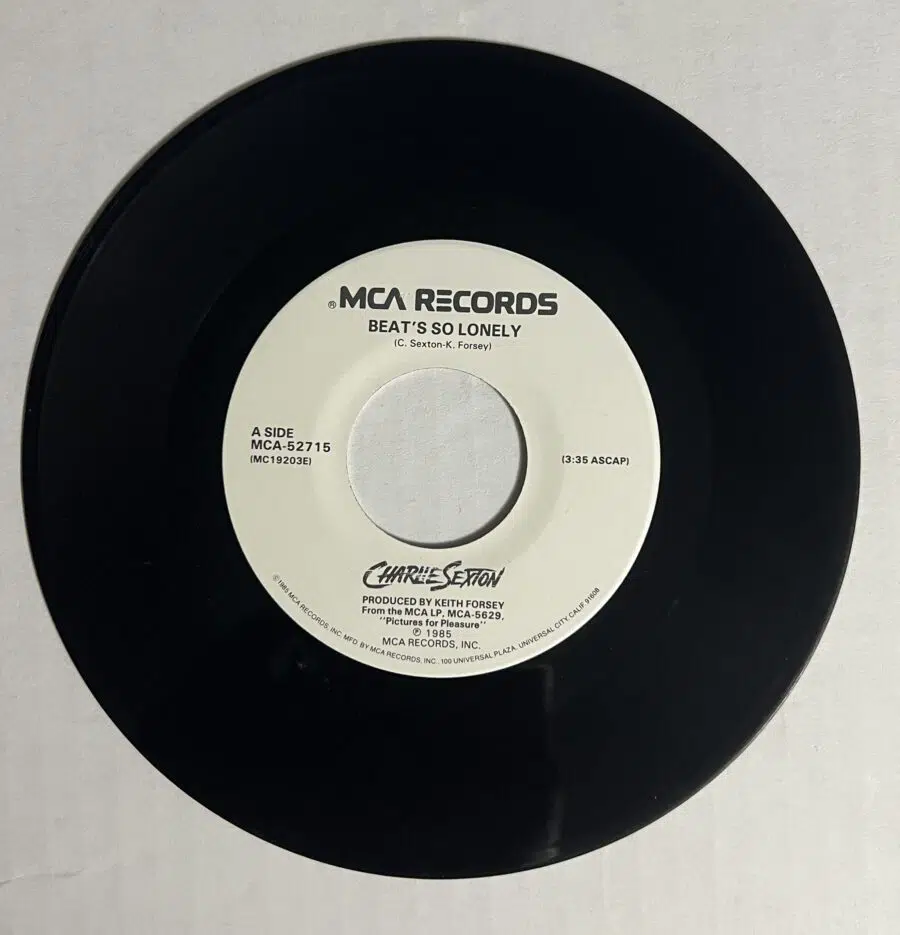 ® MCA RECORDS
BEAT'S SO LONELY
(C. Sexton-K. Forsey)
A SIDE
MCA-52715
(MC19203E)
(3:35 ASCAP)
CHARLIE SEXTON
PRODUCED BY KEITH FORSEY
From the MCA LP, MCA-5629,
''Pictures for Pleasure''
℗ 1985
MCA RECORDS, INC.
©1985 MCA RECORDS, INC. MFD. BY MCA RECORDS, INC., 100 UNIVERSAL PLAZA, UNIVERSAL CITY, CALIF. 91608